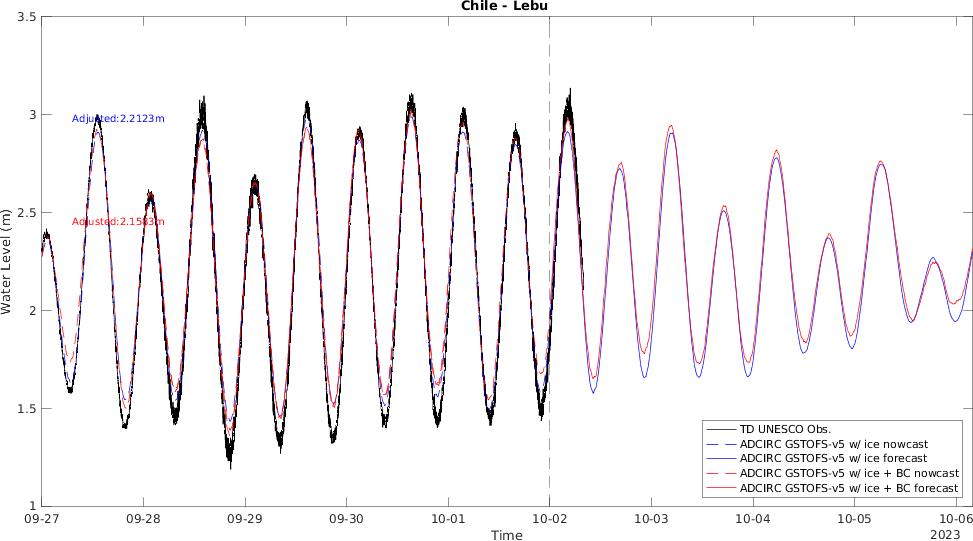 Chile - Lebu
3.5
3
2.5
2
1.5
1
Water Level (m)
Adjusted:2.2123m
Adjusted:2.1583m
TD UNESCO Obs.
ADCIRC GSTOFS-v5 w/ ice nowcast
ADCIRC GSTOFS-v5 w/ ice forecast
ADCIRC GSTOFS-v5 w/ ice + BC nowcast
ADCIRC GSTOFS-v5 w/ ice + BC forecast
09-27 09-28 09-29 09-30 10-01 10-02 10-03 10-04 10-05 10-06
Time
2023